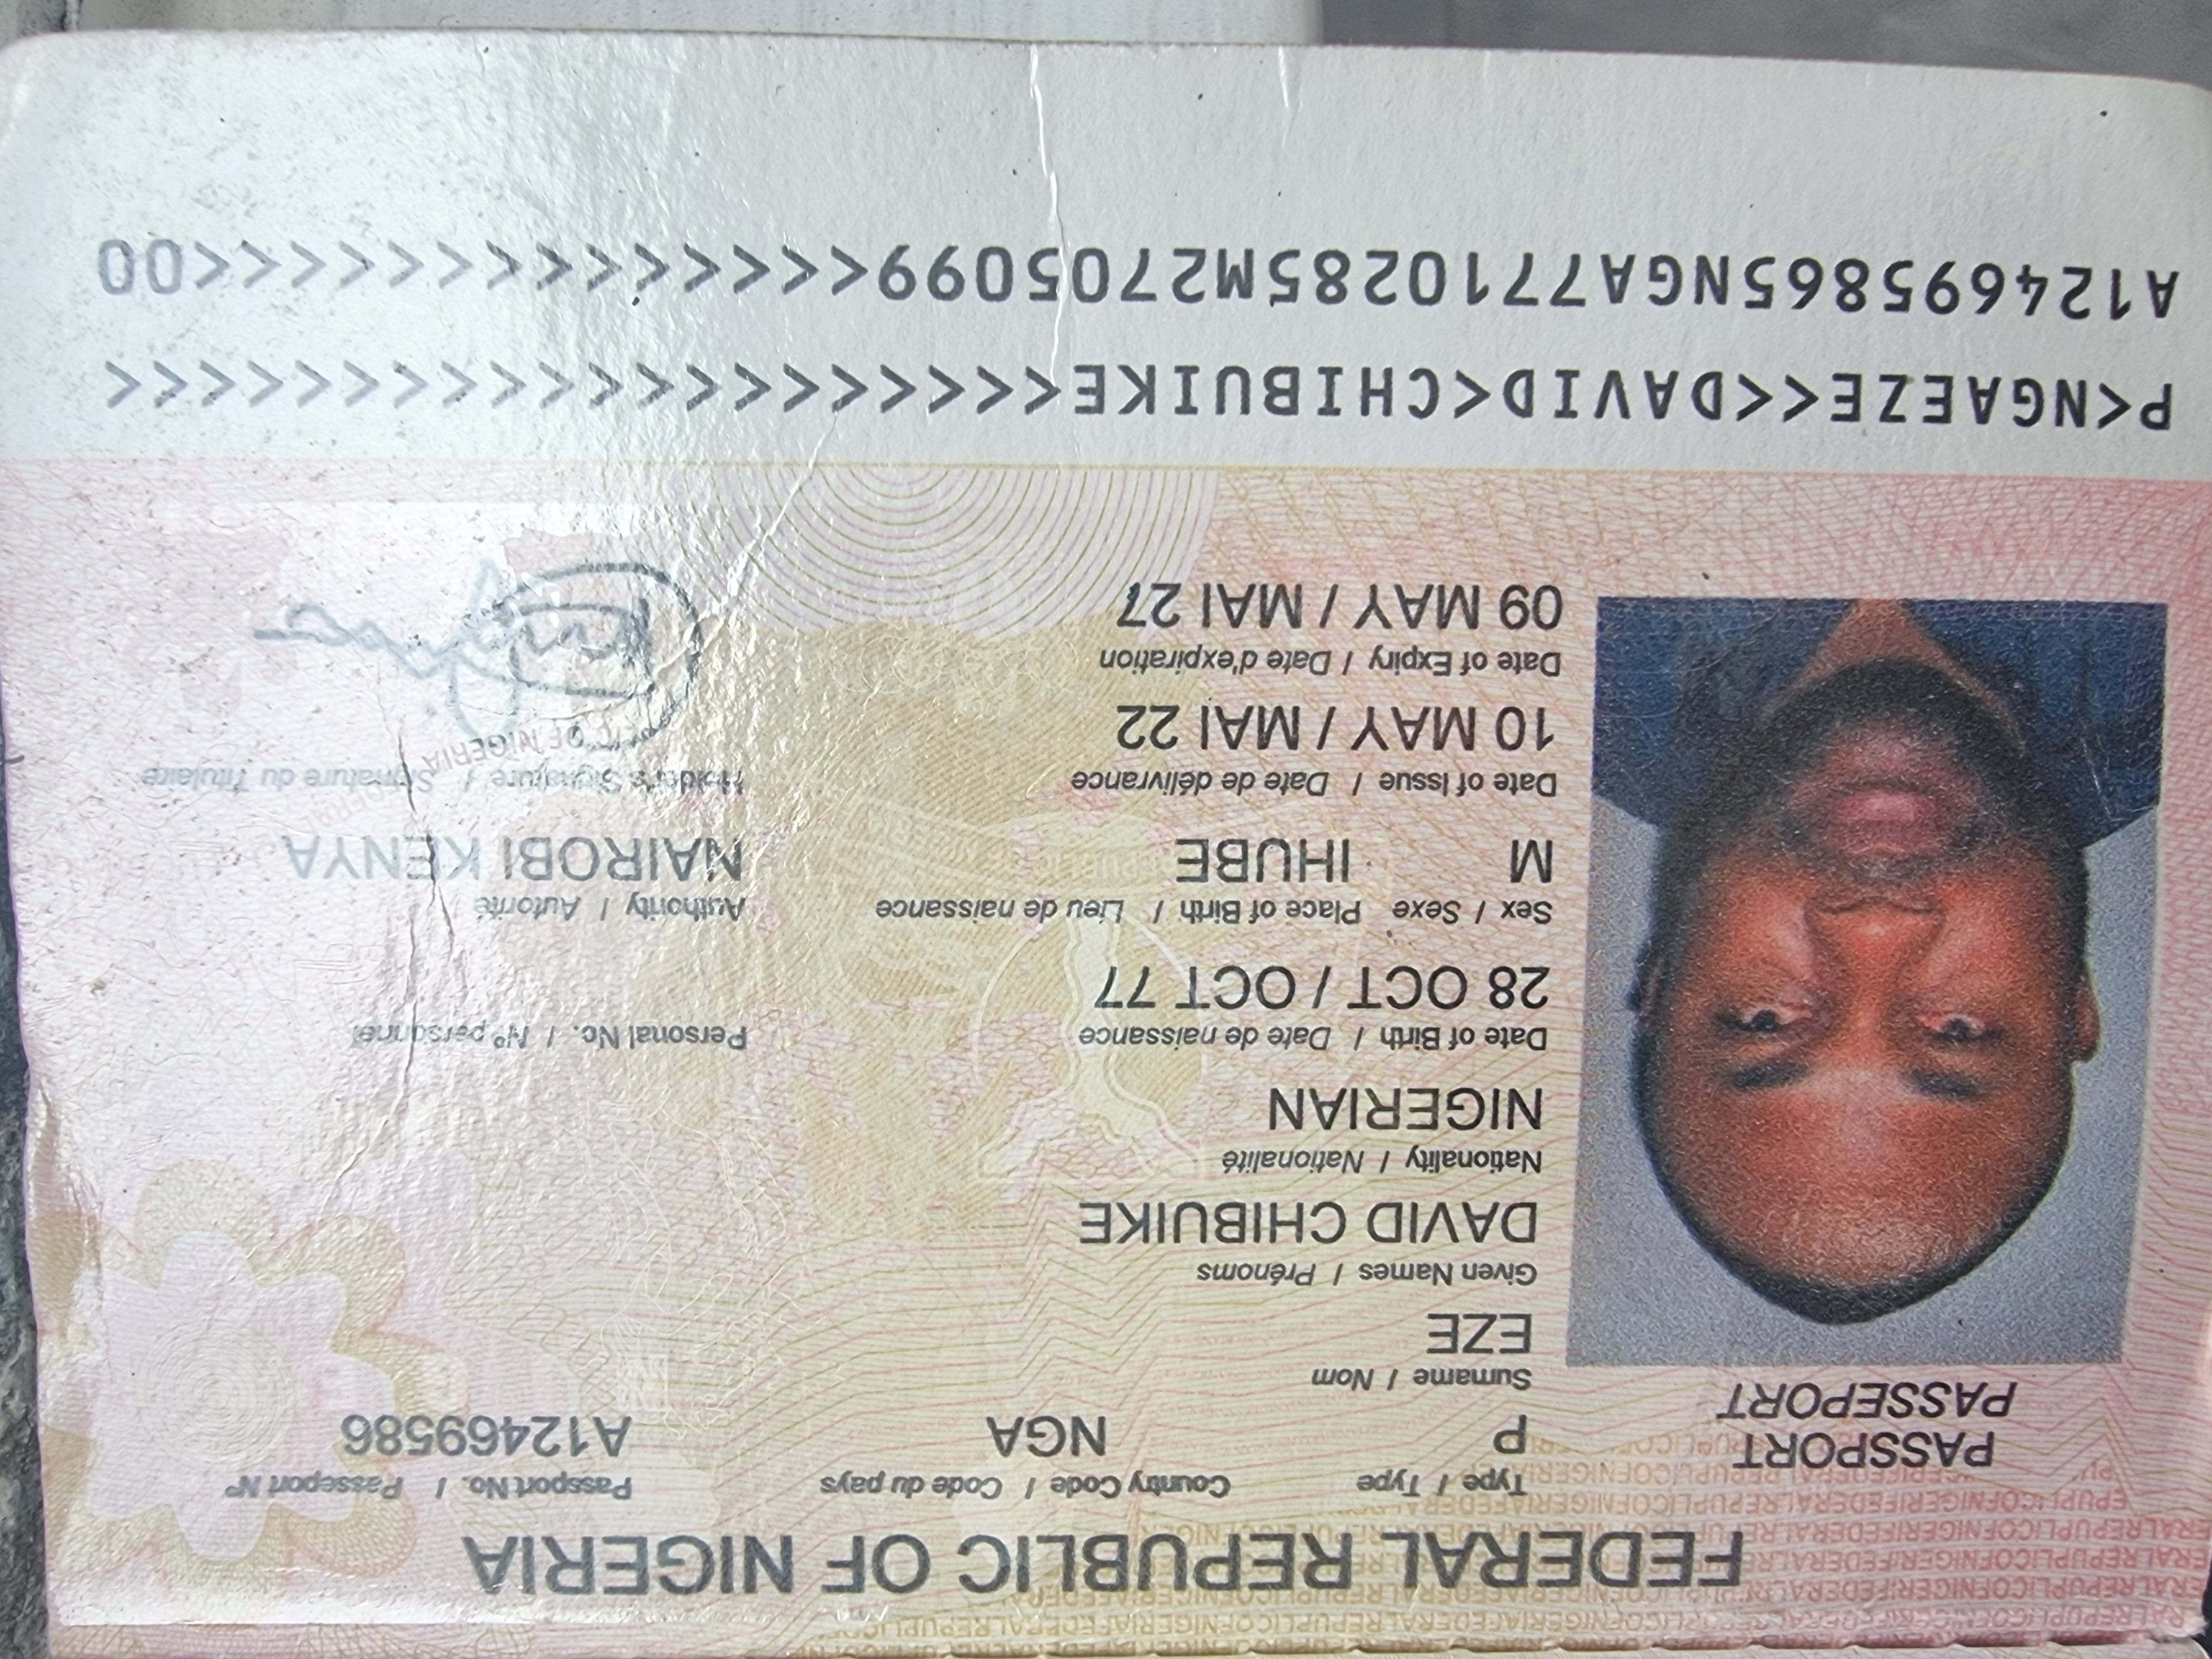 FEDERAL REPUBLIC OF NIGERIA
PASSPORT
PASSEPORT
Type / Type
P
Country Code / Code du pays
NGA
Passport No. / Passeport N°
A12469586
Surname / Nom
EZE
Given Names / Prénoms
DAVID CHIBUIKE
Nationality / Nationalité
NIGERIAN
Date of Birth / Date de naissance
28 OCT / OCT 77
Personal No. / N° personnel
Sex / Sexe
M
Place of Birth / Lieu de naissance
IHUBE
Authority / Autorité
NAIROBI KENYA
Date of Issue / Date de délivrance
10 MAY / MAI 22
Holder's Signature / Signature du Titulaire
Date of Expiry / Date d'expiration
09 MAY / MAI 27
P<NGAEZE<<DAVID<CHIBUIKE<<<<<<<<<<<<<<<<<<<<
A124695865NGA7710285M2705099<<<<<<<<<<<<<<00